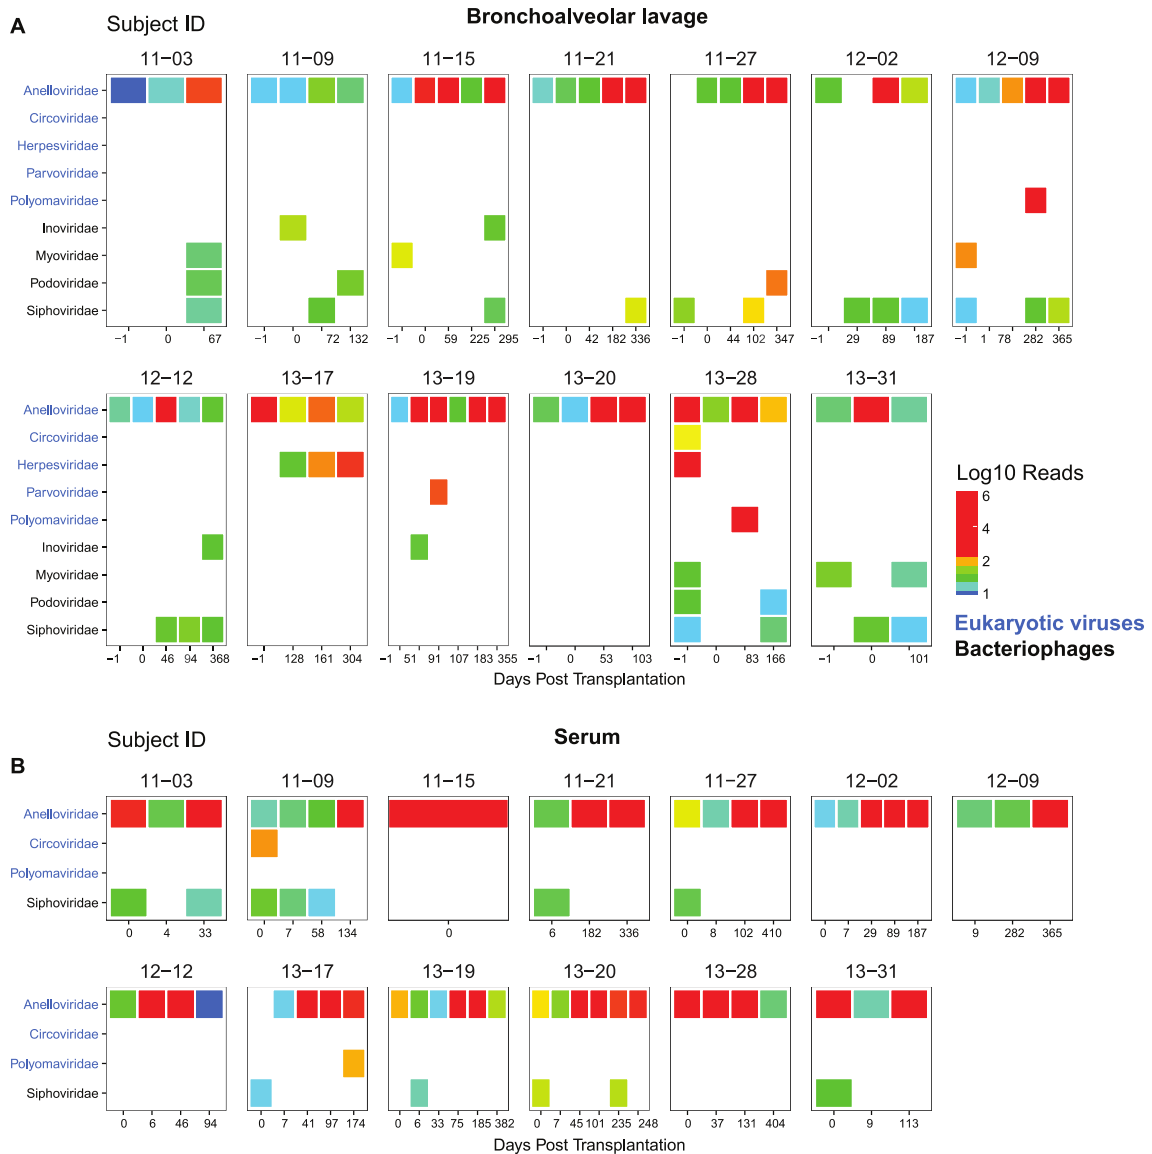 A
Subject ID
Bronchoalveolar lavage
11−03 11−09 11−15 11−21 11−27 12−02 12−09
Anelloviridae
Circoviridae
Herpesviridae
Parvoviridae
Polyomaviridae
Inoviridae
Myoviridae
Podoviridae
Siphoviridae
−1 0 67 −1 0 72 132 −1 0 59 225 295 −1 0 42 182 336 −1 0 44 102 347 −1 29 89 187 −1 1 78 282 365
12−12 13−17 13−19 13−20 13−28 13−31
Anelloviridae
Circoviridae
Herpesviridae
Parvoviridae
Polyomaviridae
Inoviridae
Myoviridae
Podoviridae
Siphoviridae
−1 0 46 94 368 −1 128 161 304 −1 51 91 107 183 355 −1 0 53 103 −1 0 83 166 −1 0 101
Days Post Transplantation
Log10 Reads
6
4
2
1
Eukaryotic viruses
Bacteriophages
B
Subject ID
Serum
11−03 11−09 11−15 11−21 11−27 12−02 12−09
Anelloviridae
Circoviridae
Polyomaviridae
Siphoviridae
0 4 33 0 7 58 134 0 6 182 336 0 8 102 410 0 7 29 89 187 9 282 365
12−12 13−17 13−19 13−20 13−28 13−31
Anelloviridae
Circoviridae
Polyomaviridae
Siphoviridae
0 6 46 94 0 7 41 97 174 0 6 33 75 185 382 0 7 45 101 235 248 0 37 131 404 0 9 113
Days Post Transplantation